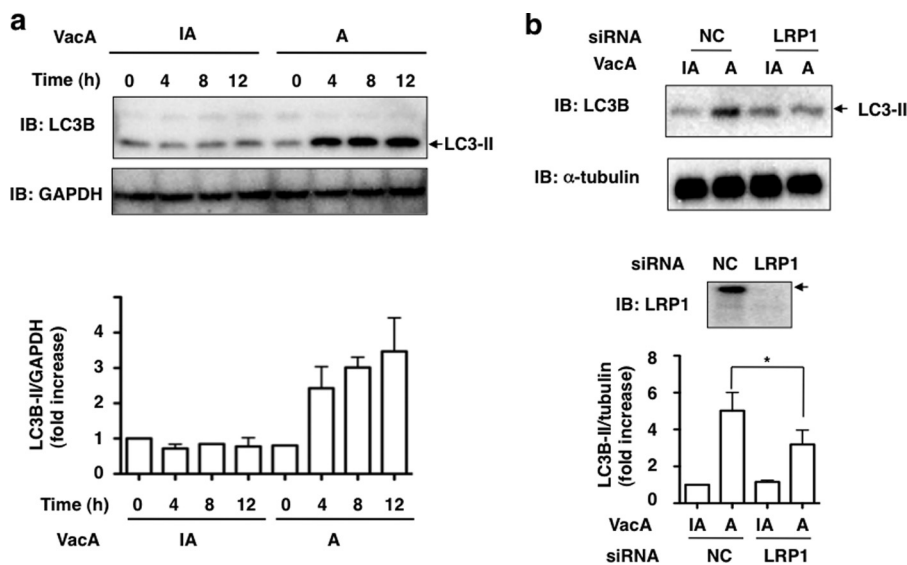 a
VacA IA A
Time (h) 0 4 8 12 0 4 8 12
IB: LC3B
LC3-II
IB: GAPDH
LC3B-II/GAPDH
(fold increase)
4
3
2
1
0
Time (h) 0 4 8 12 0 4 8 12
VacA IA A
b
siRNA NC LRP1
VacA IA A IA A
IB: LC3B LC3-II
IB: α-tubulin
siRNA NC LRP1
IB: LRP1
LC3B-II/tubulin
(fold increase)
8
6
4
2
0
*
VacA IA A IA A
siRNA NC LRP1